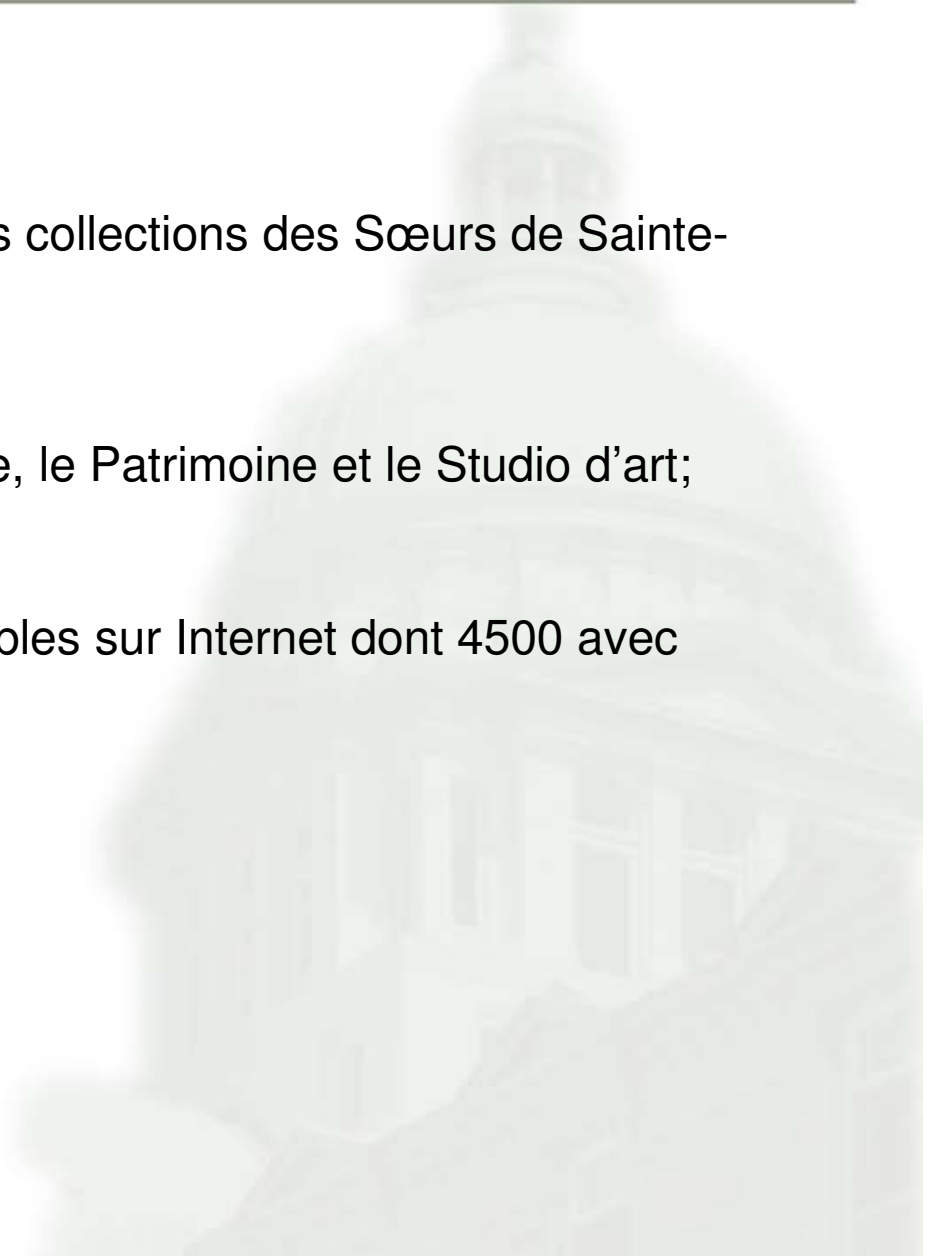 s collections des Sœurs de Sainte-
e, le Patrimoine et le Studio d’art;
bles sur Internet dont 4500 avec